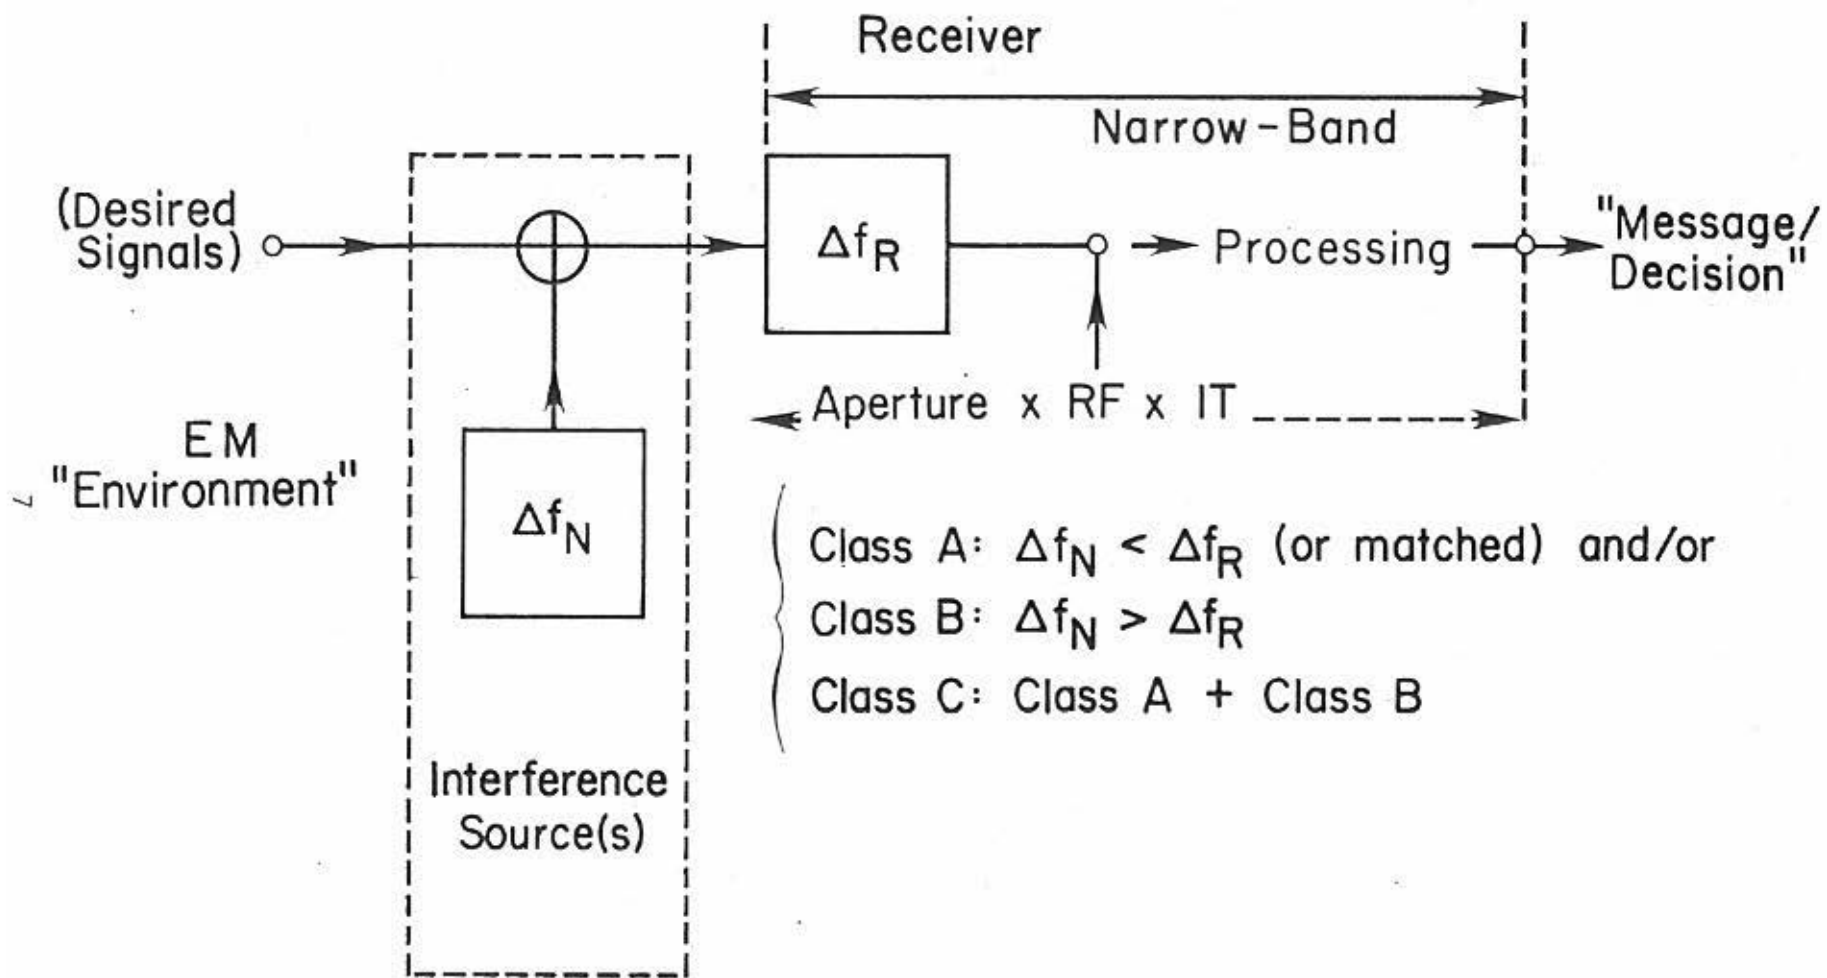 Receiver
Narrow-Band
(Desired
Signals)
Δf_R
Processing
"Message/
Decision"
Aperture x RF x IT
EM
"Environment"
Δf_N
Class A: Δf_N < Δf_R (or matched) and/or
Class B: Δf_N > Δf_R
Class C: Class A + Class B
Interference
Source(s)
7